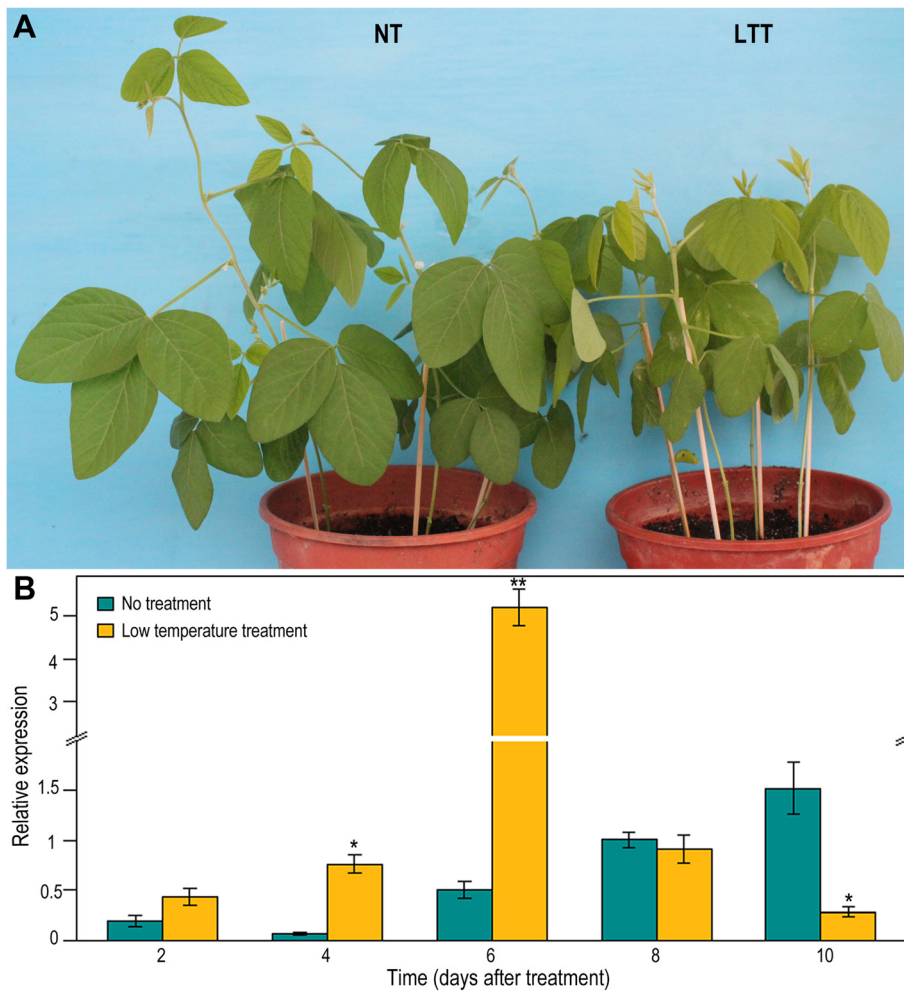 A
NT
LTT
B
No treatment
Low temperature treatment
**
5
4
3
Relative expression
1.5
1
0.5
0
*
*
2
4
6
8
10
Time (days after treatment)